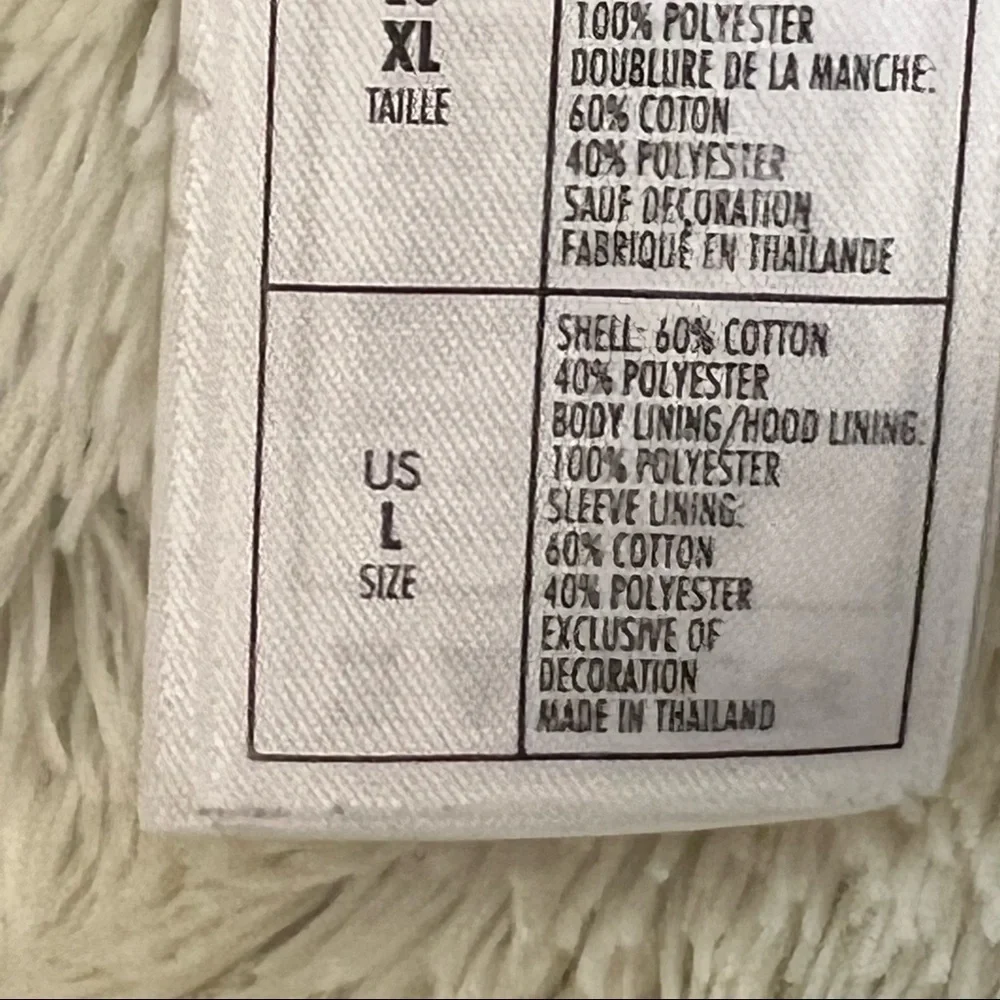 XL
TAILLE
100% POLYESTER
DOUBLURE DE LA MANCHE:
60% COTON
40% POLYESTER
SAUF DECORATION
FABRIQUÉ EN THAÏLANDE
US
L
SIZE
SHELL: 60% COTTON
40% POLYESTER
BODY LINING/HOOD LINING:
100% POLYESTER
SLEEVE LINING:
60% COTTON
40% POLYESTER
EXCLUSIVE OF
DECORATION
MADE IN THAILAND